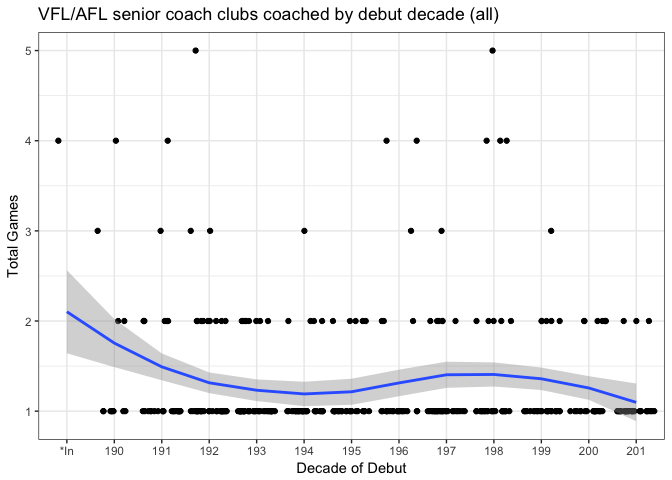 VFL/AFL senior coach clubs coached by debut decade (all)
5
4
3
2
1
Total Games
*In 190 191 192 193 194 195 196 197 198 199 200 201
Decade of Debut